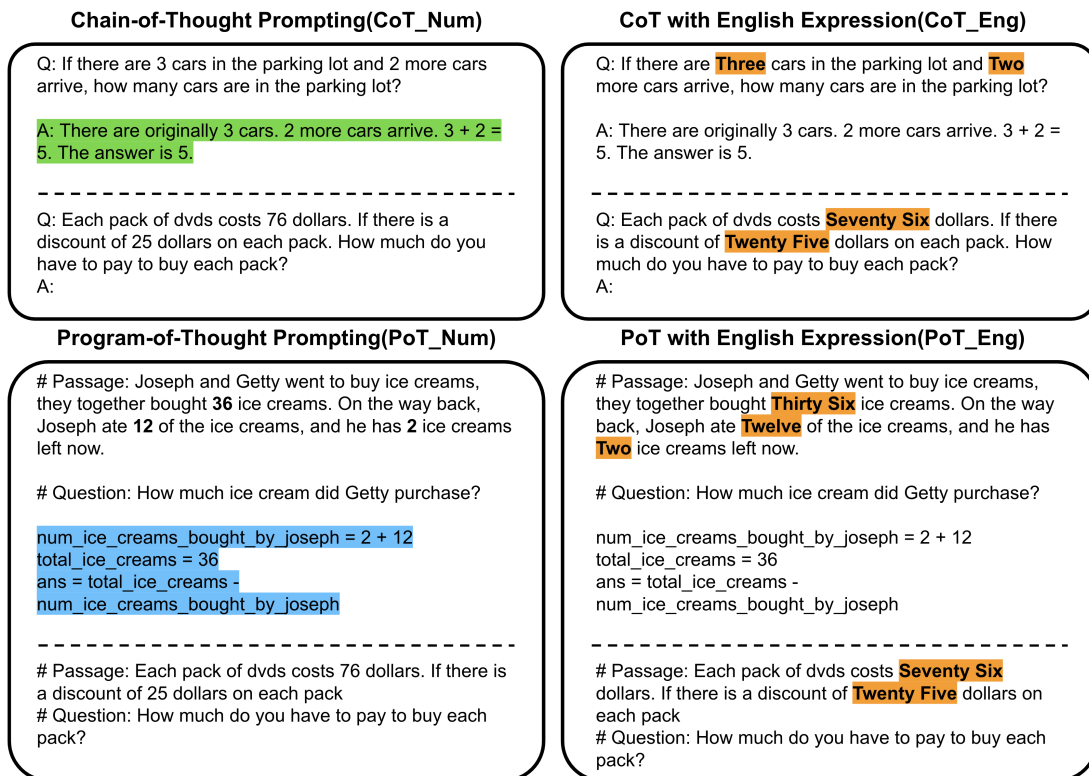 Chain-of-Thought Prompting(CoT_Num)
Q: If there are 3 cars in the parking lot and 2 more cars
arrive, how many cars are in the parking lot?
A: There are originally 3 cars. 2 more cars arrive. 3 + 2 =
5. The answer is 5.
Q: Each pack of dvds costs 76 dollars. If there is a
discount of 25 dollars on each pack. How much do you
have to pay to buy each pack?
A:
CoT with English Expression(CoT_Eng)
Q: If there are Three cars in the parking lot and Two
more cars arrive, how many cars are in the parking lot?
A: There are originally 3 cars. 2 more cars arrive. 3 + 2 =
5. The answer is 5.
Q: Each pack of dvds costs Seventy Six dollars. If there
is a discount of Twenty Five dollars on each pack. How
much do you have to pay to buy each pack?
A:
Program-of-Thought Prompting(PoT_Num)
# Passage: Joseph and Getty went to buy ice creams,
they together bought 36 ice creams. On the way back,
Joseph ate 12 of the ice creams, and he has 2 ice creams
left now.
# Question: How much ice cream did Getty purchase?
num_ice_creams_bought_by_joseph = 2 + 12
total_ice_creams = 36
ans = total_ice_creams -
num_ice_creams_bought_by_joseph
# Passage: Each pack of dvds costs 76 dollars. If there is
a discount of 25 dollars on each pack
# Question: How much do you have to pay to buy each
pack?
PoT with English Expression(PoT_Eng)
# Passage: Joseph and Getty went to buy ice creams,
they together bought Thirty Six ice creams. On the way
back, Joseph ate Twelve of the ice creams, and he has
Two ice creams left now.
# Question: How much ice cream did Getty purchase?
num_ice_creams_bought_by_joseph = 2 + 12
total_ice_creams = 36
ans = total_ice_creams -
num_ice_creams_bought_by_joseph
# Passage: Each pack of dvds costs Seventy Six
dollars. If there is a discount of Twenty Five dollars on
each pack
# Question: How much do you have to pay to buy each
pack?